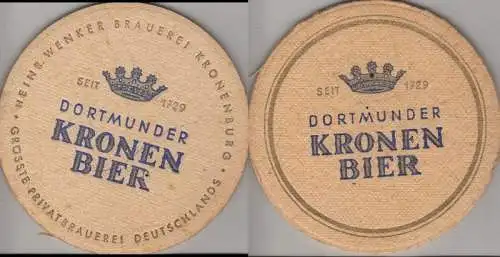 HEINR. WENKER BRAUEREI KRONENBURG
GRÖSSTE PRIVATBRAUEREI DEUTSCHLANDS
SEIT 1729
DORTMUNDER
KRONEN
BIER
SEIT 1729
DORTMUNDER
KRONEN
BIER